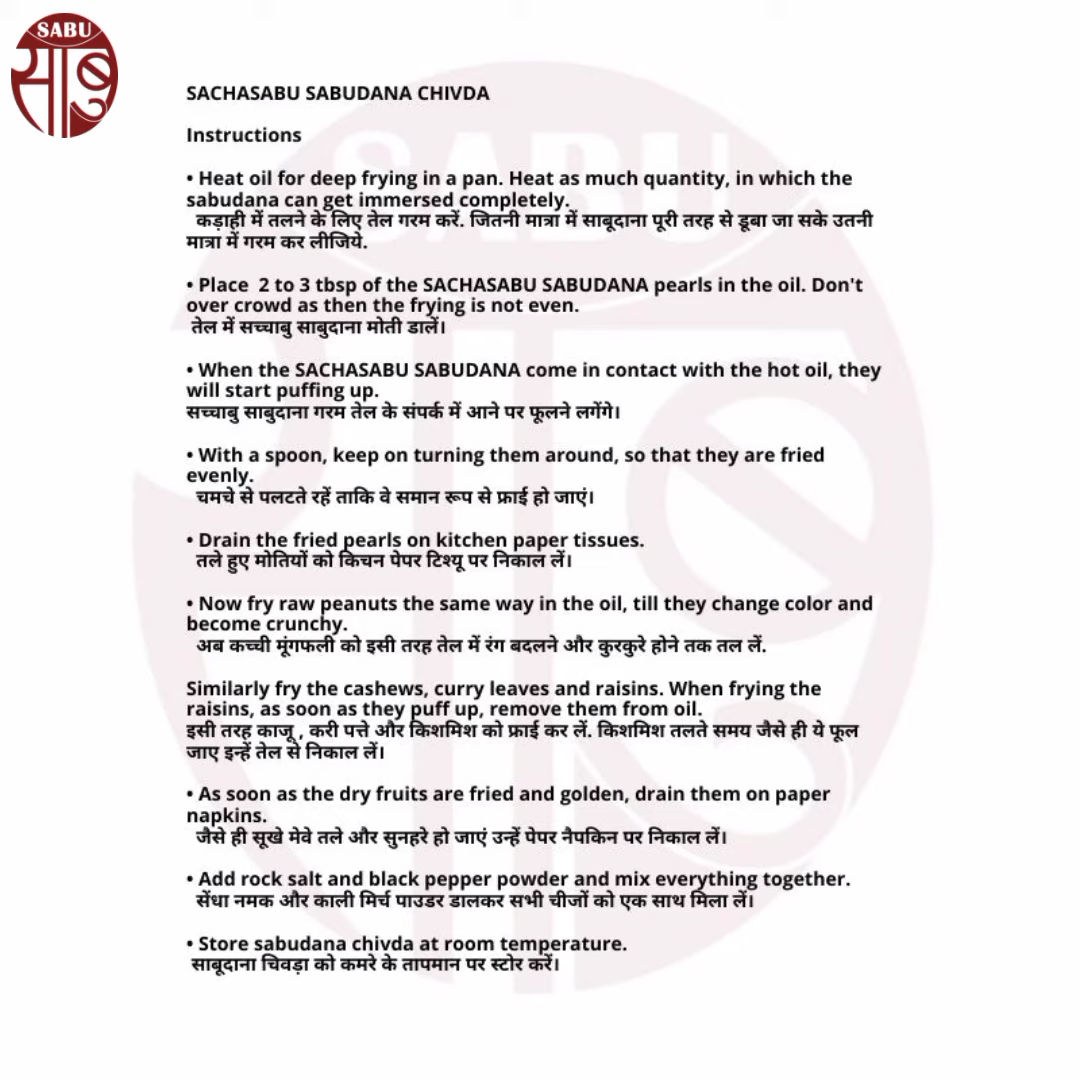 SABU
साबु
SACHASABU SABUDANA CHIVDA
Instructions
• Heat oil for deep frying in a pan. Heat as much quantity, in which the
sabudana can get immersed completely.
कड़ाही में तलने के लिए तेल गरम करें. जितनी मात्रा में साबूदाना पूरी तरह से डूबा जा सके उतनी
मात्रा में गरम कर लीजिये.
• Place 2 to 3 tbsp of the SACHASABU SABUDANA pearls in the oil. Don't
over crowd as then the frying is not even.
तेल में सच्चाबु साबुदाना मोती डालें।
• When the SACHASABU SABUDANA come in contact with the hot oil, they
will start puffing up.
सच्चाबु साबुदाना गरम तेल के संपर्क में आने पर फूलने लगेंगे।
• With a spoon, keep on turning them around, so that they are fried
evenly.
चमचे से पलटते रहें ताकि वे समान रूप से फ्राई हो जाएं।
• Drain the fried pearls on kitchen paper tissues.
तले हुए मोतियों को किचन पेपर टिश्यू पर निकाल लें।
• Now fry raw peanuts the same way in the oil, till they change color and
become crunchy.
अब कच्ची मूंगफली को इसी तरह तेल में रंग बदलने और कुरकुरे होने तक तल लें.
Similarly fry the cashews, curry leaves and raisins. When frying the
raisins, as soon as they puff up, remove them from oil.
इसी तरह काजू , करी पत्ते और किशमिश को फ्राई कर लें. किशमिश तलते समय जैसे ही ये फूल
जाए इन्हें तेल से निकाल लें।
• As soon as the dry fruits are fried and golden, drain them on paper
napkins.
जैसे ही सूखे मेवे तले और सुनहरे हो जाएं उन्हें पेपर नैपकिन पर निकाल लें।
• Add rock salt and black pepper powder and mix everything together.
सेंधा नमक और काली मिर्च पाउडर डालकर सभी चीजों को एक साथ मिला लें।
• Store sabudana chivda at room temperature.
साबूदाना चिवड़ा को कमरे के तापमान पर स्टोर करें।